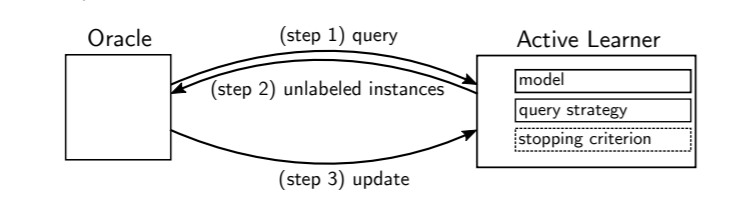 Oracle
(step 1) query
Active Learner
(step 2) unlabeled instances
model
query strategy
stopping criterion
(step 3) update